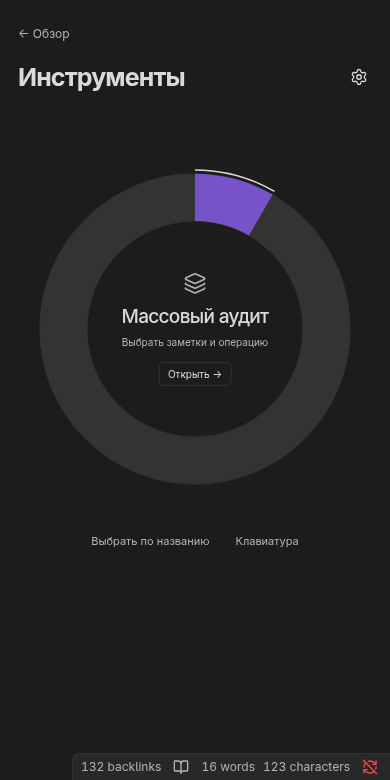 ← Обзор
Инструменты
Массовый аудит
Выбрать заметки и операцию
Открыть →
Выбрать по названию Клавиатура
132 backlinks 16 words 123 characters